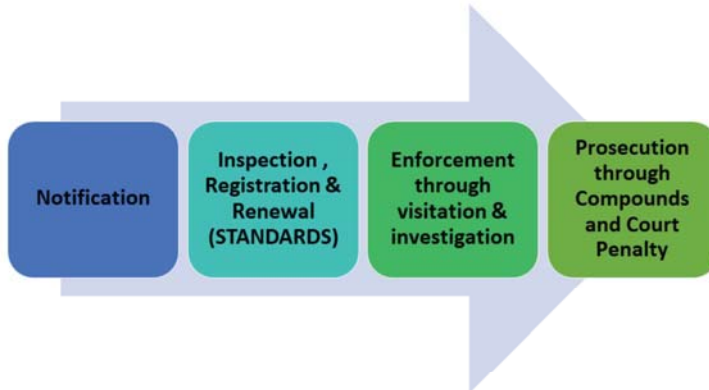 Notification
Inspection ,
Registration &
Renewal
(STANDARDS)
Enforcement
through
visitation &
investigation
Prosecution
through
Compounds
and Court
Penalty